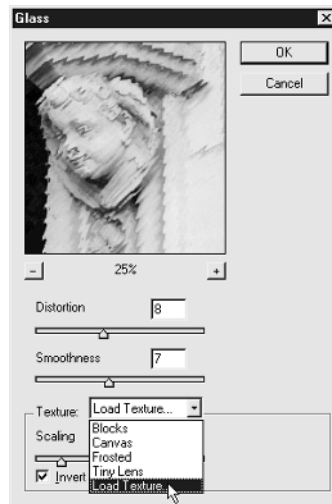 Glass
OK
Cancel
25%
Distortion 8
Smoothness 7
Texture: Load Texture...
Blocks
Scaling
Canvas
Frosted
Tiny Lens
Invert
Load Texture...